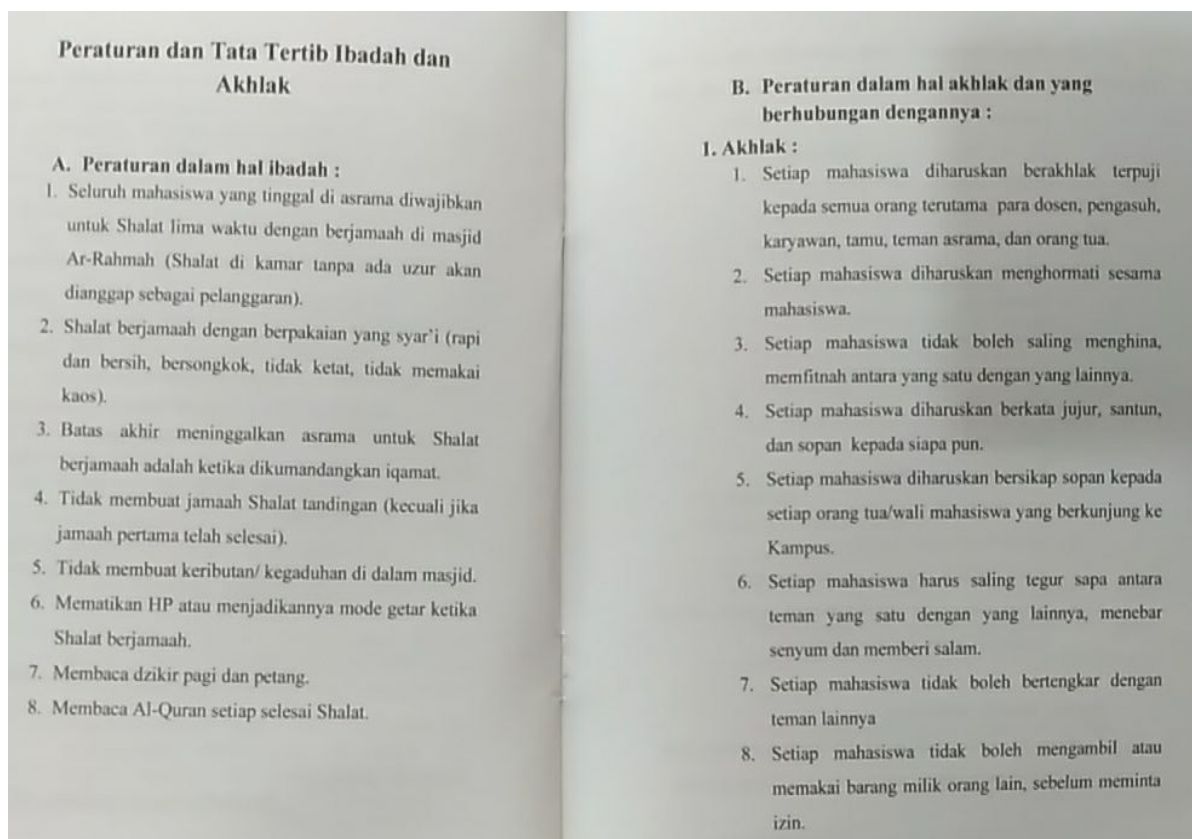 Peraturan dan Tata Tertib Ibadah dan
Akhlak
A. Peraturan dalam hal ibadah :
1. Seluruh mahasiswa yang tinggal di asrama diwajibkan
untuk Shalat lima waktu dengan berjamaah di masjid
Ar-Rahmah (Shalat di kamar tanpa ada uzur akan
dianggap sebagai pelanggaran).
2. Shalat berjamaah dengan berpakaian yang syar`i (rapi
dan bersih, bersongkok, tidak ketat, tidak memakai
kaos).
3. Batas akhir meninggalkan asrama untuk Shalat
berjamaah adalah ketika dikumandangkan iqamat.
4. Tidak membuat jamaah Shalat tandingan (kecuali jika
jamaah pertama telah selesai).
5. Tidak membuat keributan/ kegaduhan di dalam masjid.
6. Mematikan HP atau menjadikannya mode getar ketika
Shalat berjamaah.
7. Membaca dzikir pagi dan petang.
8. Membaca Al-Quran setiap selesai Shalat.
B. Peraturan dalam hal akhlak dan yang
berhubungan dengannya :
1. Akhlak :
1. Setiap mahasiswa diharuskan berakhlak terpuji
kepada semua orang terutama para dosen, pengasuh,
karyawan, tamu, teman asrama, dan orang tua.
2. Setiap mahasiswa diharuskan menghormati sesama
mahasiswa.
3. Setiap mahasiswa tidak boleh saling menghina,
memfitnah antara yang satu dengan yang lainnya.
4. Setiap mahasiswa diharuskan berkata jujur, santun,
dan sopan kepada siapa pun.
5. Setiap mahasiswa diharuskan bersikap sopan kepada
setiap orang tua/wali mahasiswa yang berkunjung ke
Kampus.
6. Setiap mahasiswa harus saling tegur sapa antara
teman yang satu dengan yang lainnya, menebar
senyum dan memberi salam.
7. Setiap mahasiswa tidak boleh bertengkar dengan
teman lainnya
8. Setiap mahasiswa tidak boleh mengambil atau
memakai barang milik orang lain, sebelum meminta
izin.